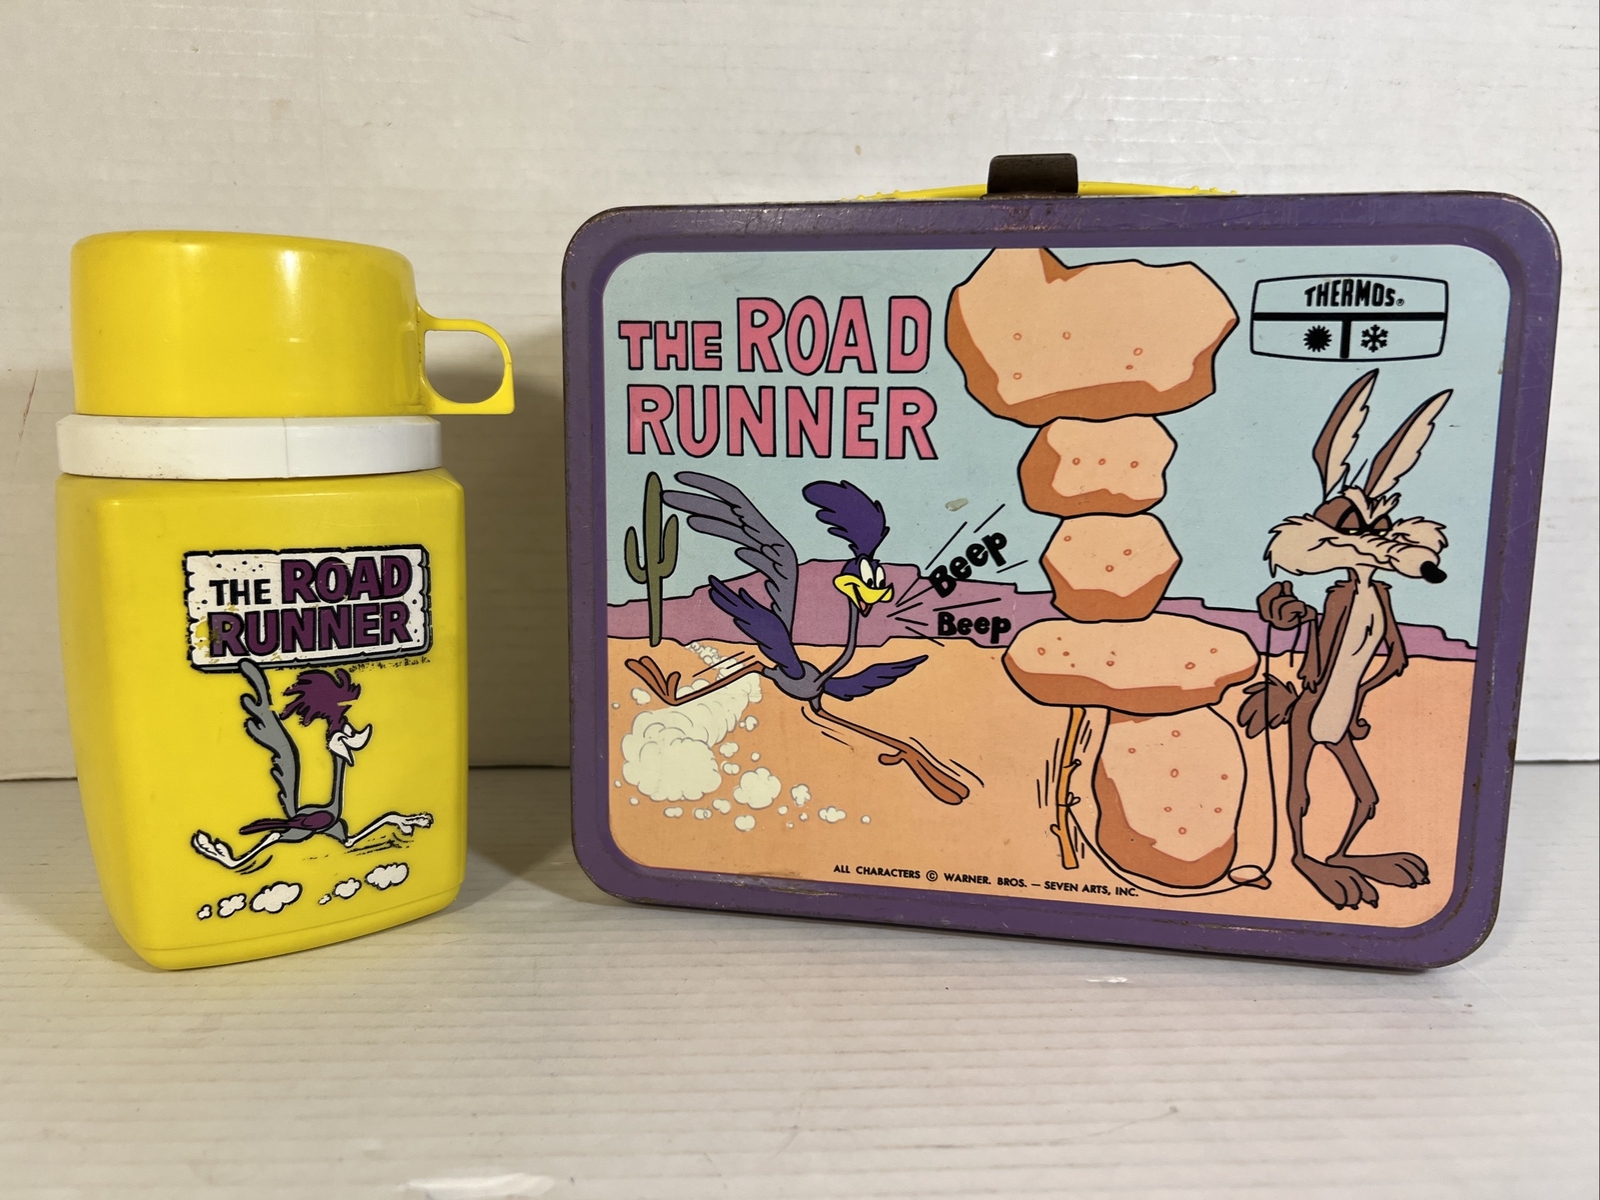 THE ROAD
RUNNER
THE ROAD
RUNNER
THERMOS®
Beep
Beep
ALL CHARACTERS © WARNER. BROS. — SEVEN ARTS, INC.